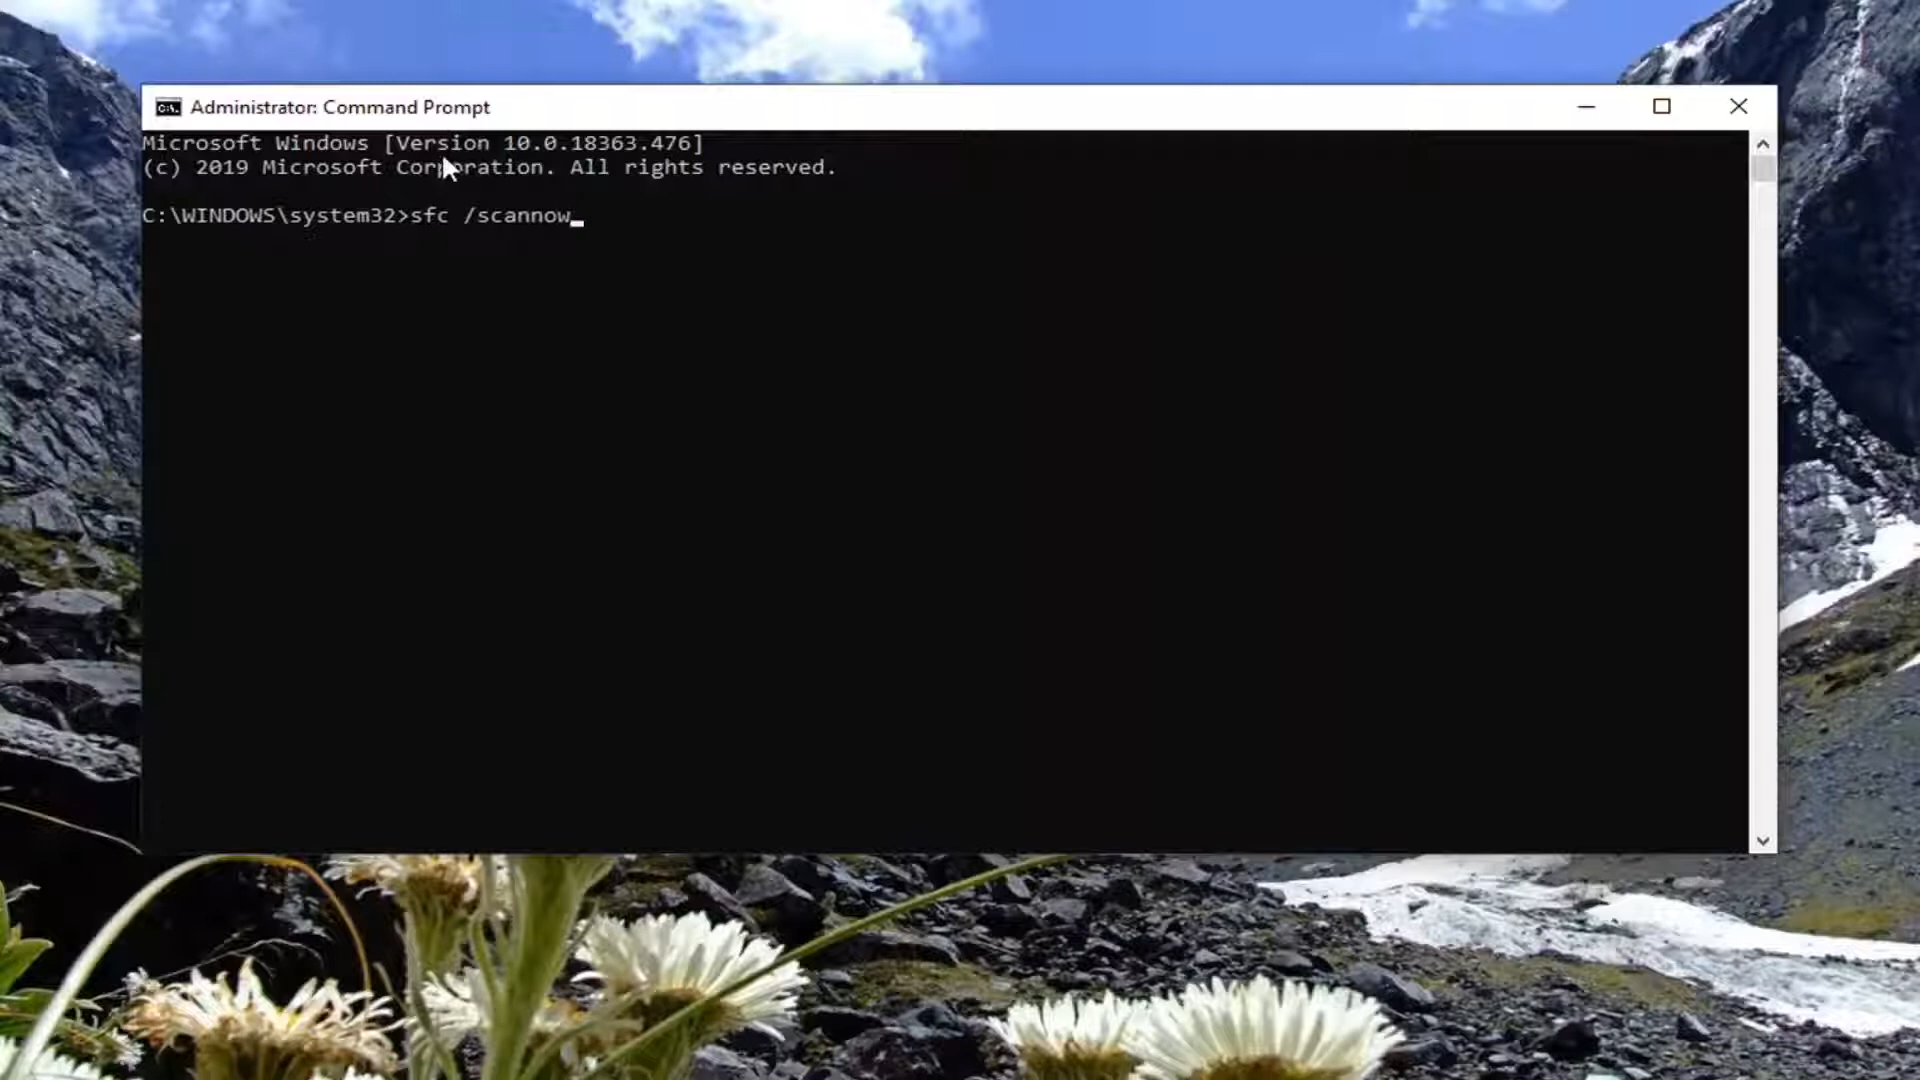 Administrator: Command Prompt
Microsoft Windows [Version 10.0.18363.476]
(c) 2019 Microsoft Corporation. All rights reserved.
C:\WINDOWS\system32>sfc /scannow